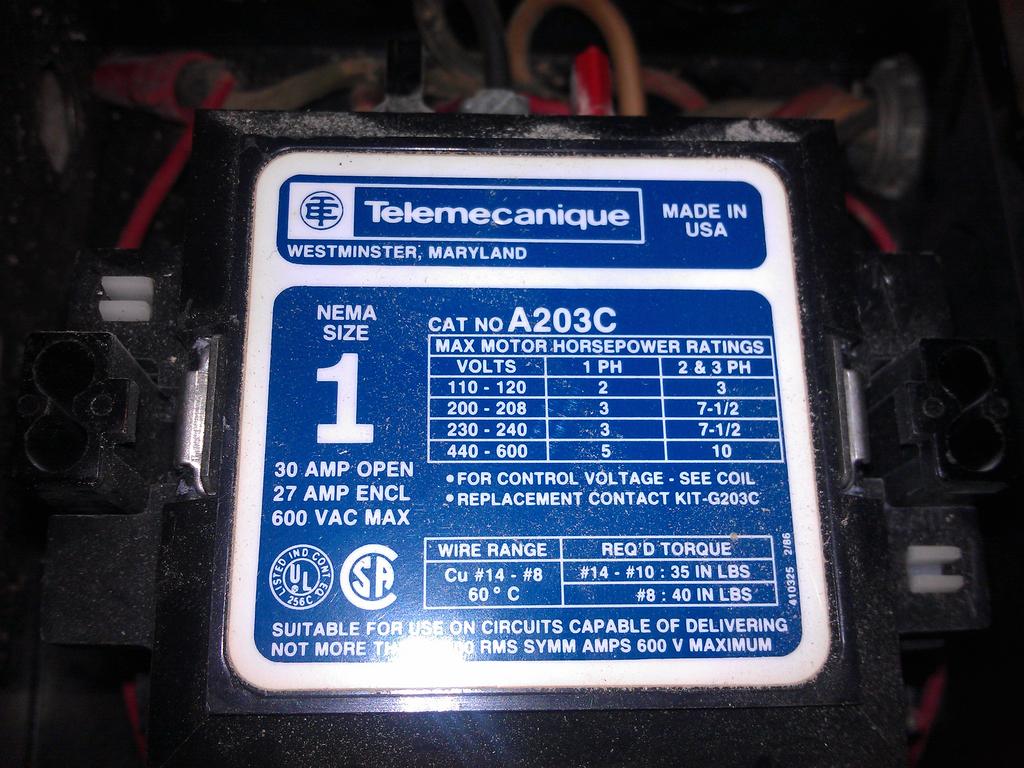 TE Telemecanique
MADE IN
USA
WESTMINSTER, MARYLAND
NEMA
SIZE
1
30 AMP OPEN
27 AMP ENCL
600 VAC MAX
CAT NO A203C
MAX MOTOR HORSEPOWER RATINGS
VOLTS 1 PH 2 & 3 PH
110 - 120 2 3
200 - 208 3 7-1/2
230 - 240 3 7-1/2
440 - 600 5 10
• FOR CONTROL VOLTAGE - SEE COIL
• REPLACEMENT CONTACT KIT-G203C
WIRE RANGE REQ'D TORQUE
Cu #14 - #8 #14 - #10 : 35 IN LBS
60° C #8 : 40 IN LBS
LISTED IND CONT EQ
UL
256C
SA
410325 2/86
SUITABLE FOR USE ON CIRCUITS CAPABLE OF DELIVERING
NOT MORE RMS SYMM AMPS 600 V MAXIMUM